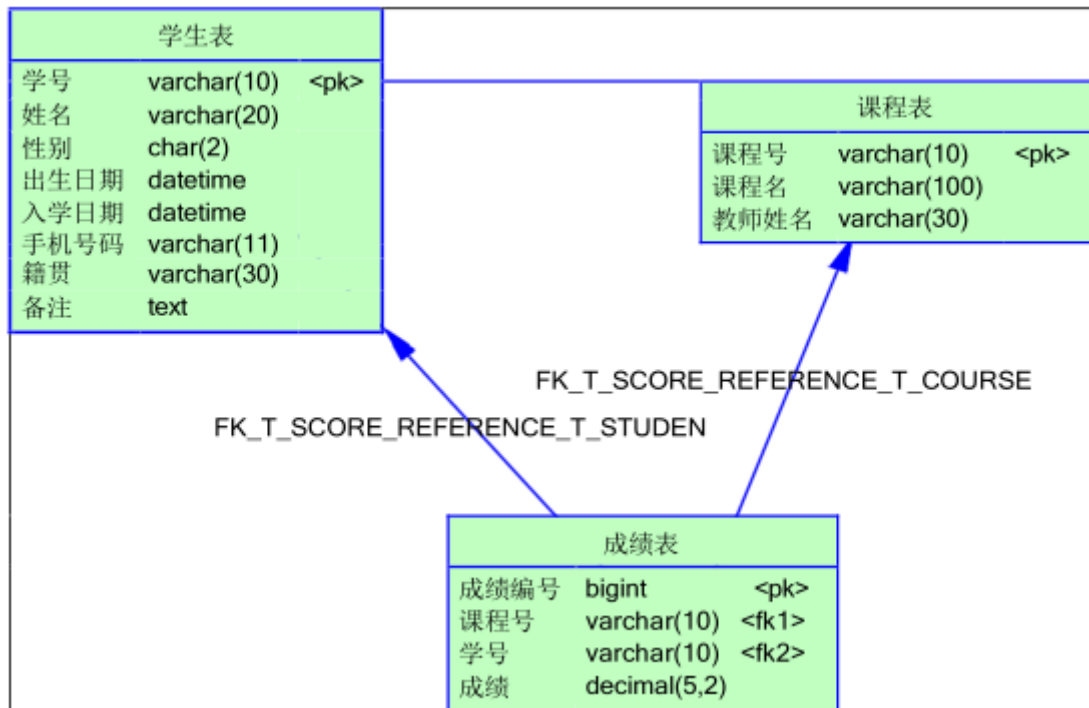 学生表
学号 varchar(10) <pk>
姓名 varchar(20)
性别 char(2)
出生日期 datetime
入学日期 datetime
手机号码 varchar(11)
籍贯 varchar(30)
备注 text
课程表
课程号 varchar(10) <pk>
课程名 varchar(100)
教师姓名 varchar(30)
FK_T_SCORE_REFERENCE_T_COURSE
FK_T_SCORE_REFERENCE_T_STUDEN
成绩表
成绩编号 bigint <pk>
课程号 varchar(10) <fk1>
学号 varchar(10) <fk2>
成绩 decimal(5,2)